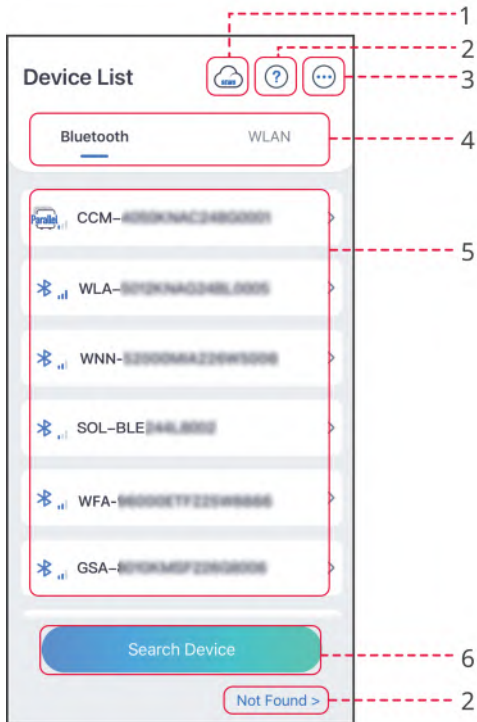 1
2
Device List
?
3
Bluetooth WLAN
4
Parallel
CCM-
5
WLA-
WNN-
SOL-BLE
WFA-
GSA-
Search Device
6
Not Found >
2